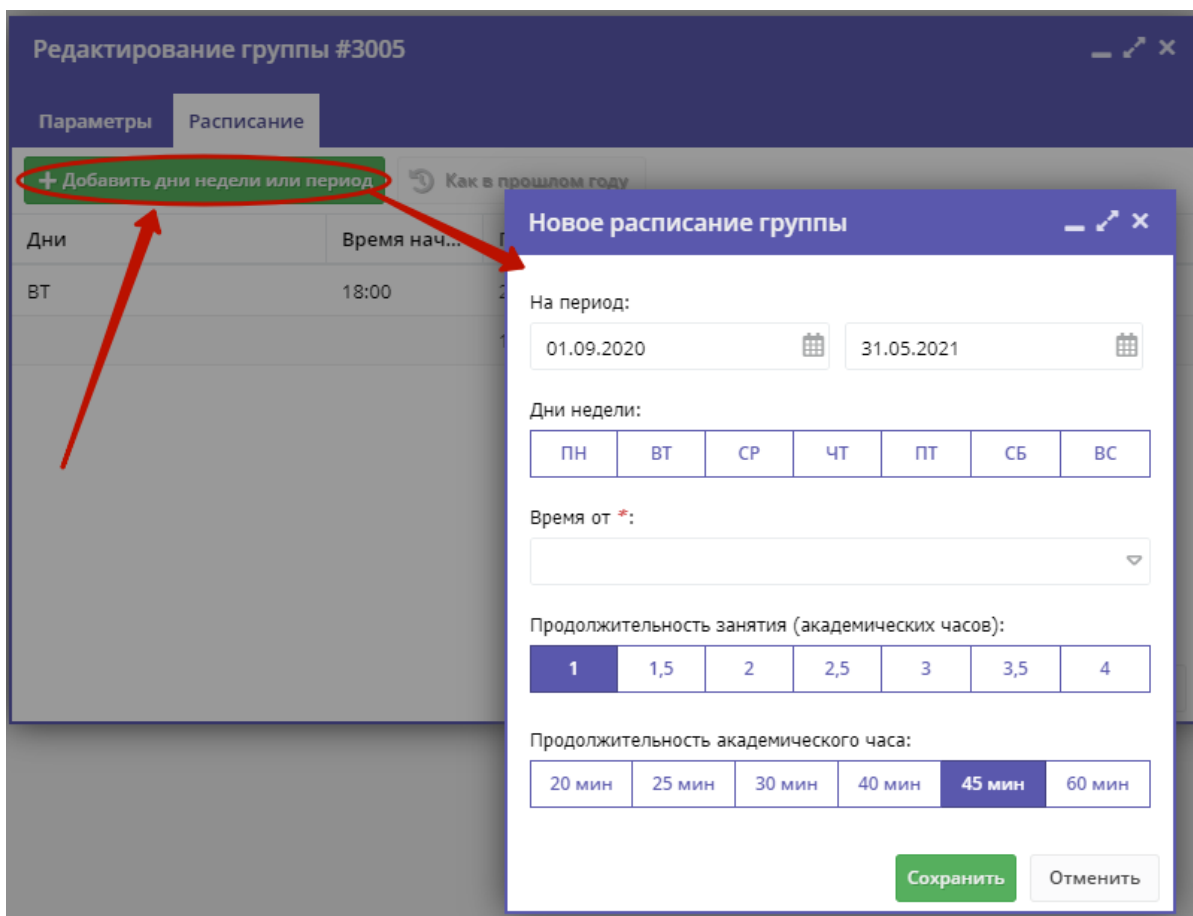 Редактирование группы #3005
Параметры Расписание
+ Добавить дни недели или период Как в прошлом году
Дни Время нач...
ВТ 18:00
Новое расписание группы
На период:
01.09.2020 31.05.2021
Дни недели:
ПН ВТ СР ЧТ ПТ СБ ВС
Время от *:
Продолжительность занятия (академических часов):
1 1,5 2 2,5 3 3,5 4
Продолжительность академического часа:
20 мин 25 мин 30 мин 40 мин 45 мин 60 мин
Сохранить Отменить